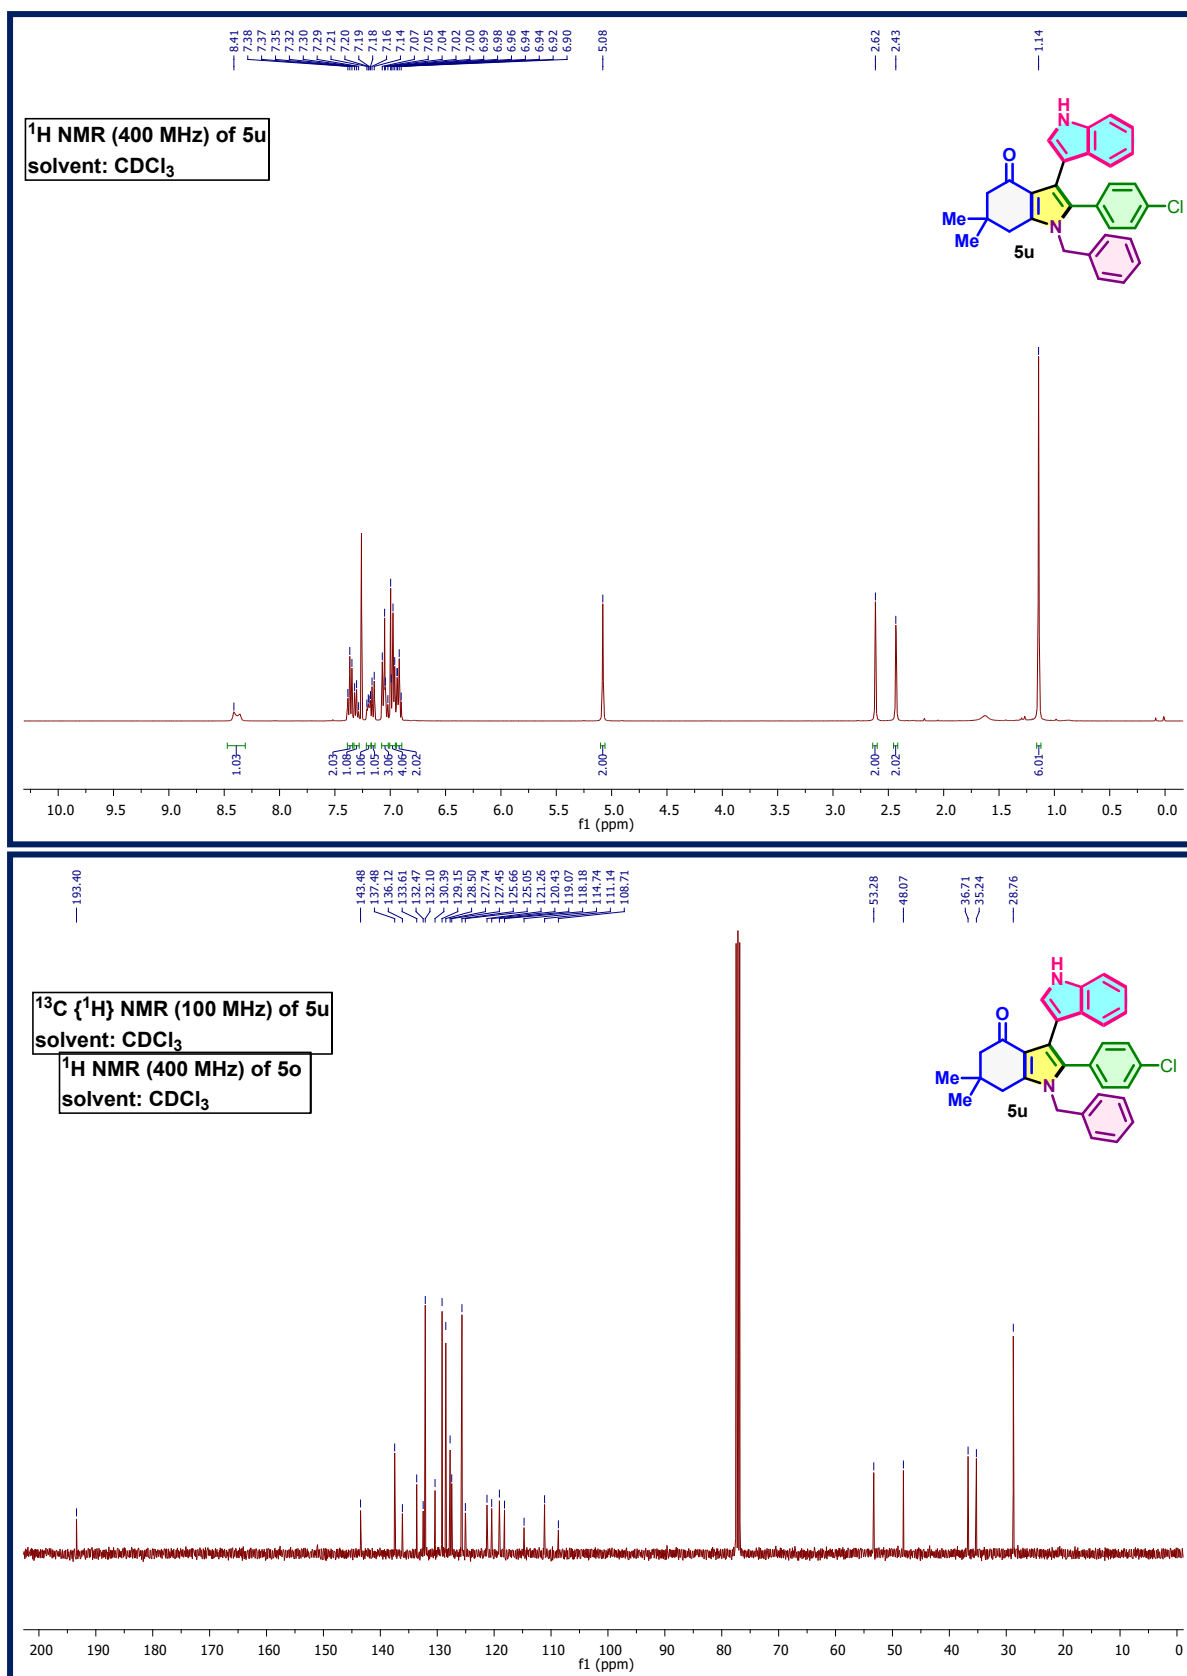 8.41
7.38
7.37
7.35
7.32
7.30
7.29
7.21
7.20
7.19
7.18
7.16
7.14
7.07
7.05
7.04
7.02
7.00
6.99
6.98
6.96
6.94
6.94
6.92
6.90
5.08
2.62
2.43
1.14
¹H NMR (400 MHz) of 5u
solvent: CDCl₃
H
N
O
Cl
Me
Me
N
5u
1.03
2.03
1.08
1.06
1.05
3.06
4.06
2.02
2.00
2.00
2.02
6.01
10.0 9.5 9.0 8.5 8.0 7.5 7.0 6.5 6.0 5.5 5.0 4.5 4.0 3.5 3.0 2.5 2.0 1.5 1.0 0.5 0.0
f1 (ppm)
193.40
143.48
137.48
136.12
133.61
132.47
132.10
130.39
129.15
128.50
127.74
127.45
125.66
125.05
121.26
120.43
119.07
118.18
114.74
111.14
108.71
53.28
48.07
36.71
35.24
28.76
¹³C {¹H} NMR (100 MHz) of 5u
solvent: CDCl₃
¹H NMR (400 MHz) of 5o
solvent: CDCl₃
H
N
O
Cl
Me
Me
N
5u
200 190 180 170 160 150 140 130 120 110 100 90 80 70 60 50 40 30 20 10 0
f1 (ppm)